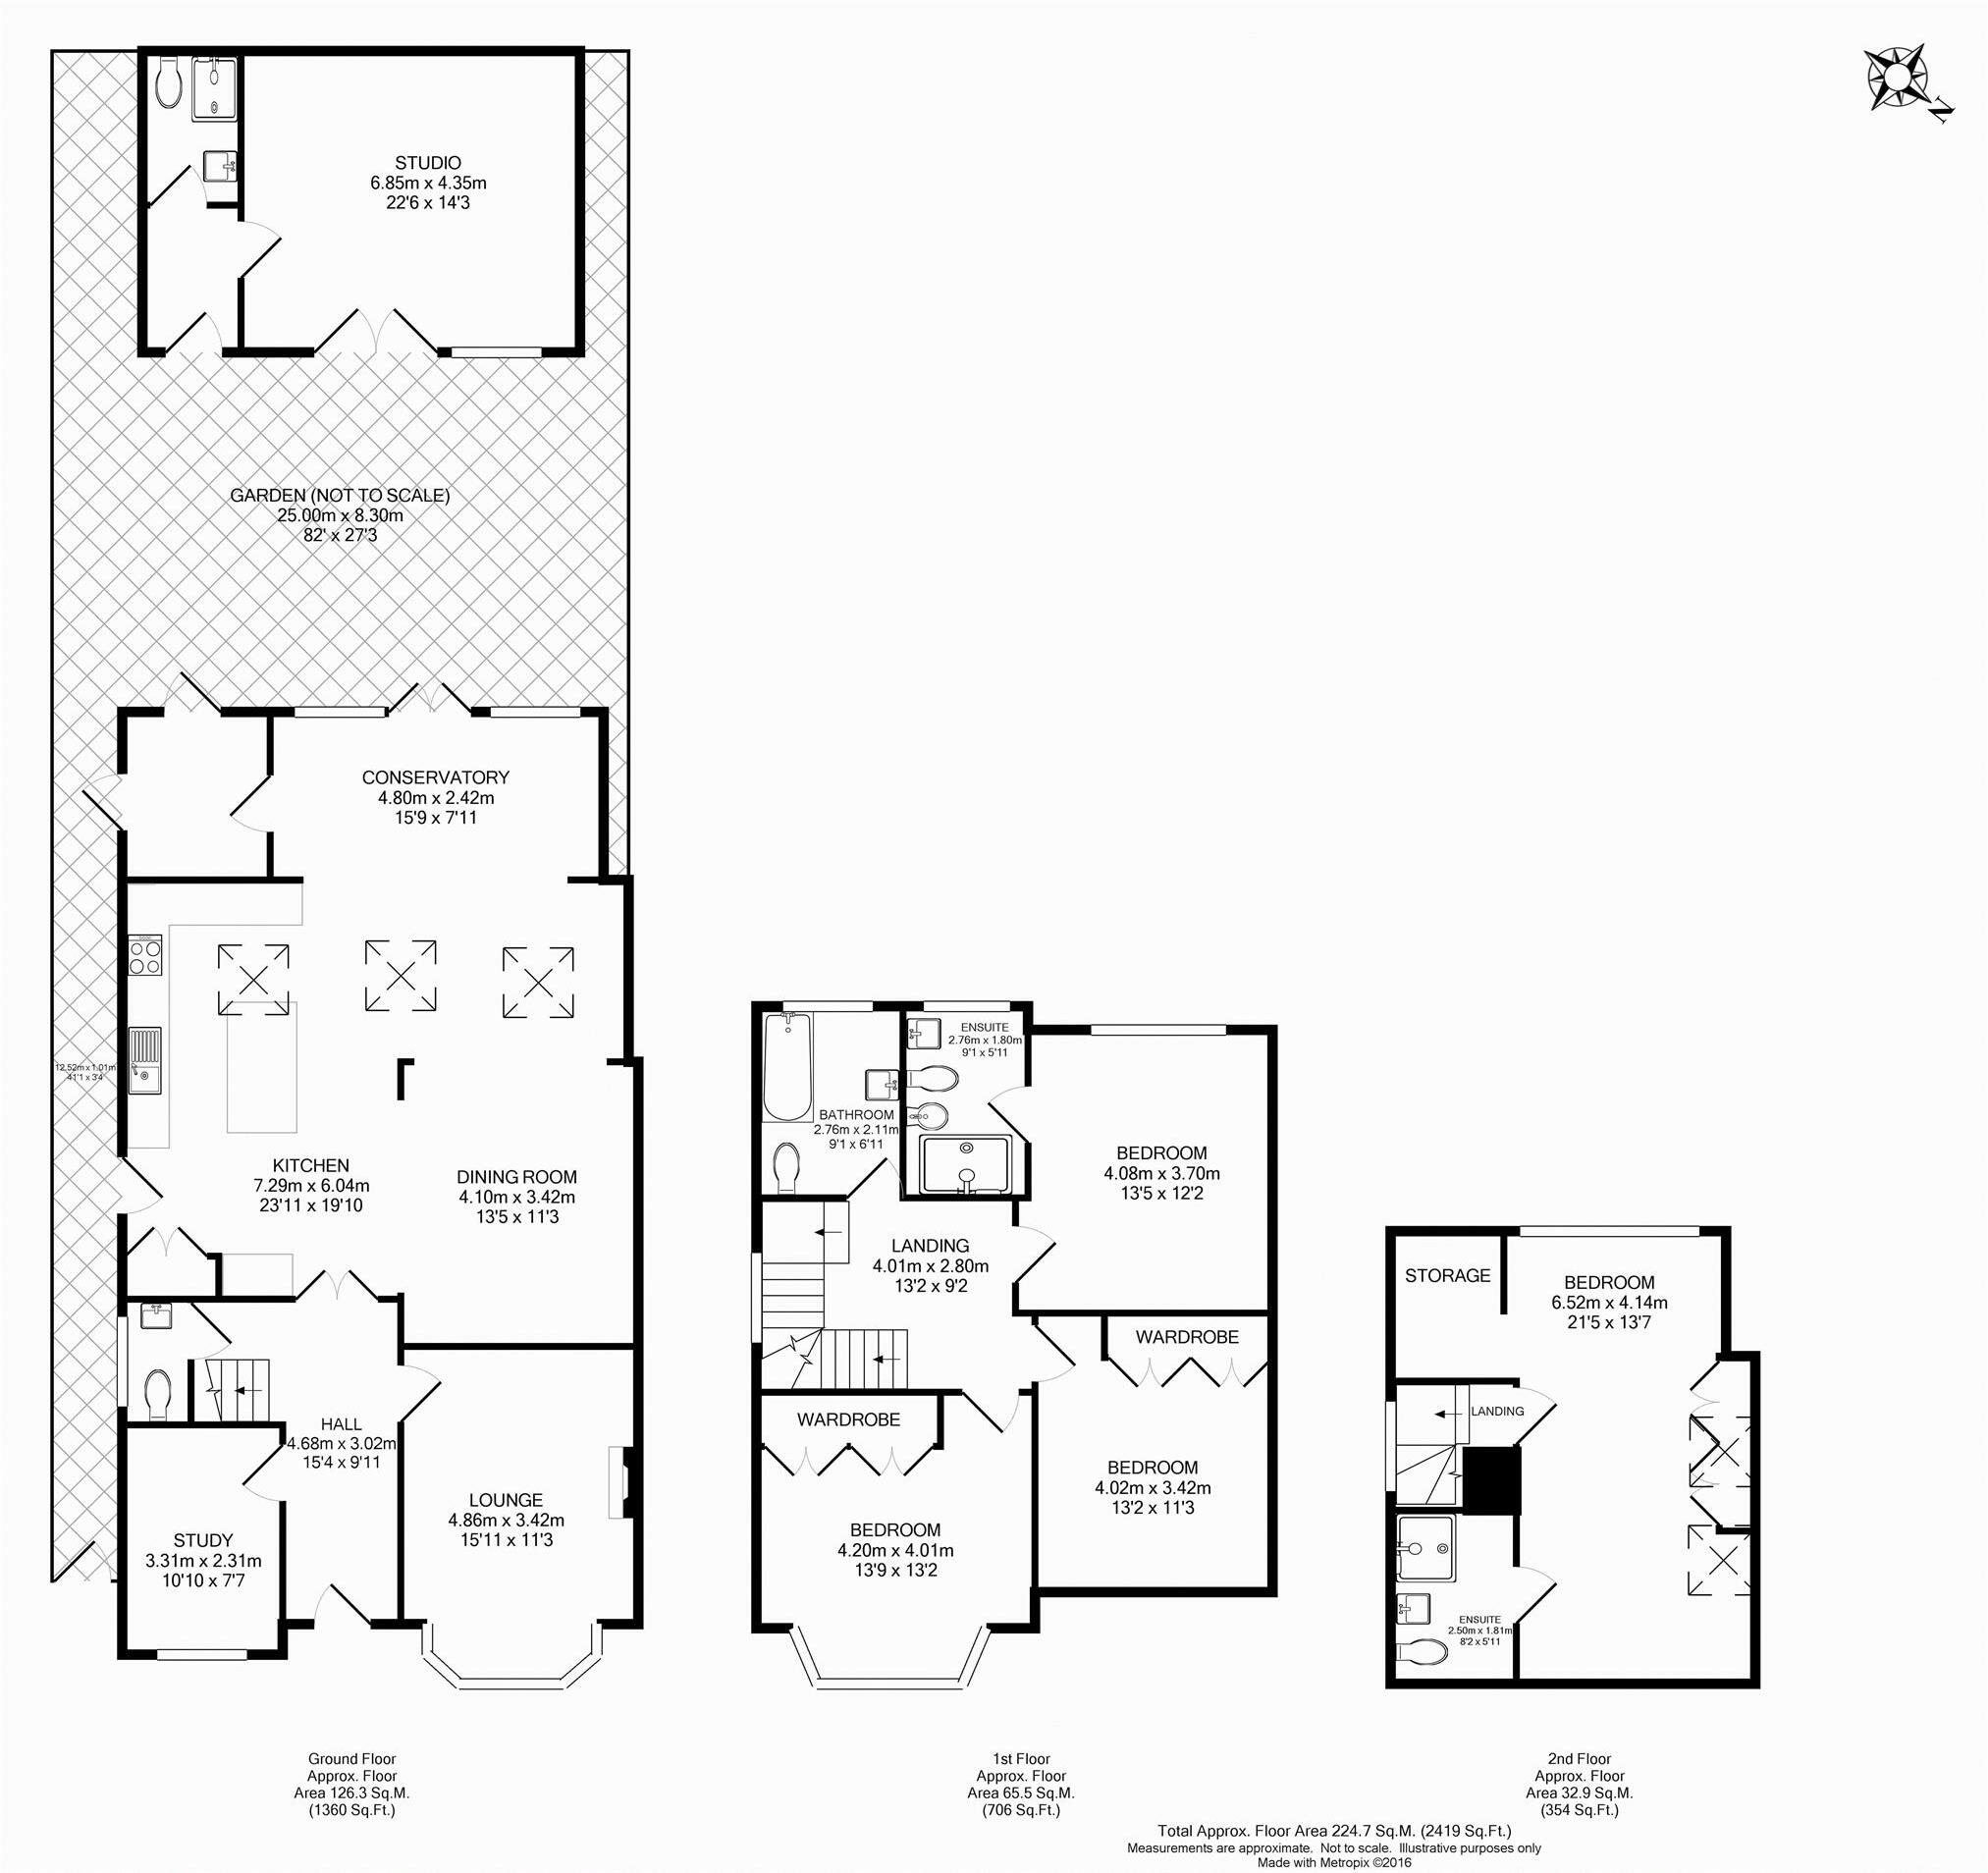 N
STUDIO
6.85m x 4.35m
22'6 x 14'3
GARDEN (NOT TO SCALE)
25.00m x 8.30m
82' x 27'3
CONSERVATORY
4.80m x 2.42m
15'9 x 7'11
12.52m x 1.01m
41'1 x 3'4
KITCHEN
7.29m x 6.04m
23'11 x 19'10
DINING ROOM
4.10m x 3.42m
13'5 x 11'3
HALL
4.68m x 3.02m
15'4 x 9'11
LOUNGE
4.86m x 3.42m
15'11 x 11'3
STUDY
3.31m x 2.31m
10'10 x 7'7
Ground Floor
Approx. Floor
Area 126.3 Sq.M.
(1360 Sq.Ft.)
ENSUITE
2.76m x 1.80m
9'1 x 5'11
BATHROOM
2.76m x 2.11m
9'1 x 6'11
BEDROOM
4.08m x 3.70m
13'5 x 12'2
LANDING
4.01m x 2.80m
13'2 x 9'2
WARDROBE
WARDROBE
BEDROOM
4.02m x 3.42m
13'2 x 11'3
BEDROOM
4.20m x 4.01m
13'9 x 13'2
1st Floor
Approx. Floor
Area 65.5 Sq.M.
(706 Sq.Ft.)
STORAGE
BEDROOM
6.52m x 4.14m
21'5 x 13'7
LANDING
ENSUITE
2.50m x 1.81m
8'2 x 5'11
2nd Floor
Approx. Floor
Area 32.9 Sq.M.
(354 Sq.Ft.)
Total Approx. Floor Area 224.7 Sq.M. (2419 Sq.Ft.)
Measurements are approximate. Not to scale. Illustrative purposes only
Made with Metropix ©2016